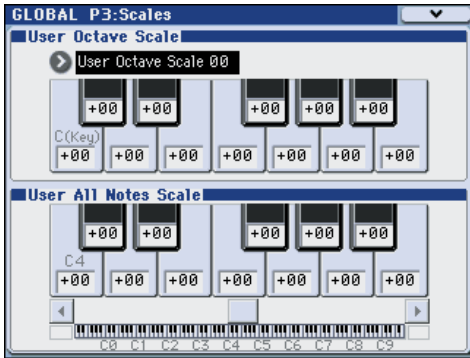 GLOBAL P3:Scales
User Octave Scale
User Octave Scale 00
+00 +00 +00 +00 +00
C(Key)
+00 +00 +00 +00 +00 +00 +00
User All Notes Scale
+00 +00 +00 +00 +00
C4
+00 +00 +00 +00 +00 +00 +00
C0 C1 C2 C3 C4 C5 C6 C7 C8 C9